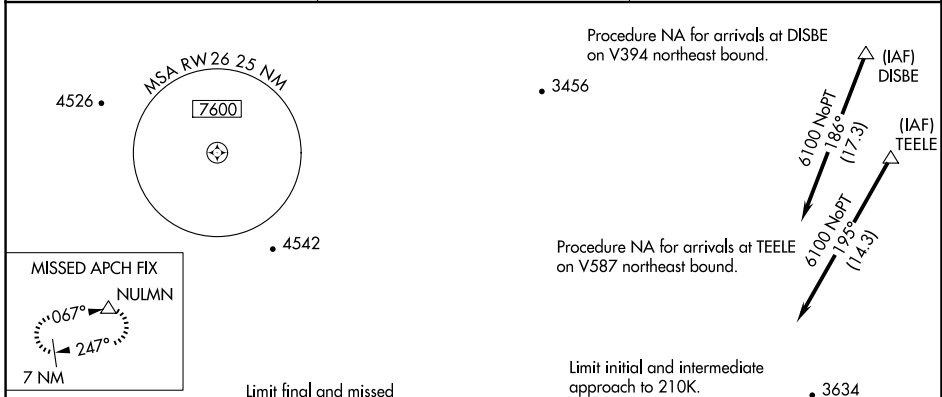 Procedure NA for arrivals at DISBE
on V394 northeast bound.
(IAF)
DISBE
MSA RW26 25 NM
4526
7600
3456
6100 NoPT
186°
(17.3)
(IAF)
TEELE
4542
Procedure NA for arrivals at TEELE
on V587 northeast bound.
6100 NoPT
195°
(14.3)
MISSED APCH FIX
NULMN
067°
247°
7 NM
Limit initial and intermediate
approach to 210K.
3634
Limit final and missed